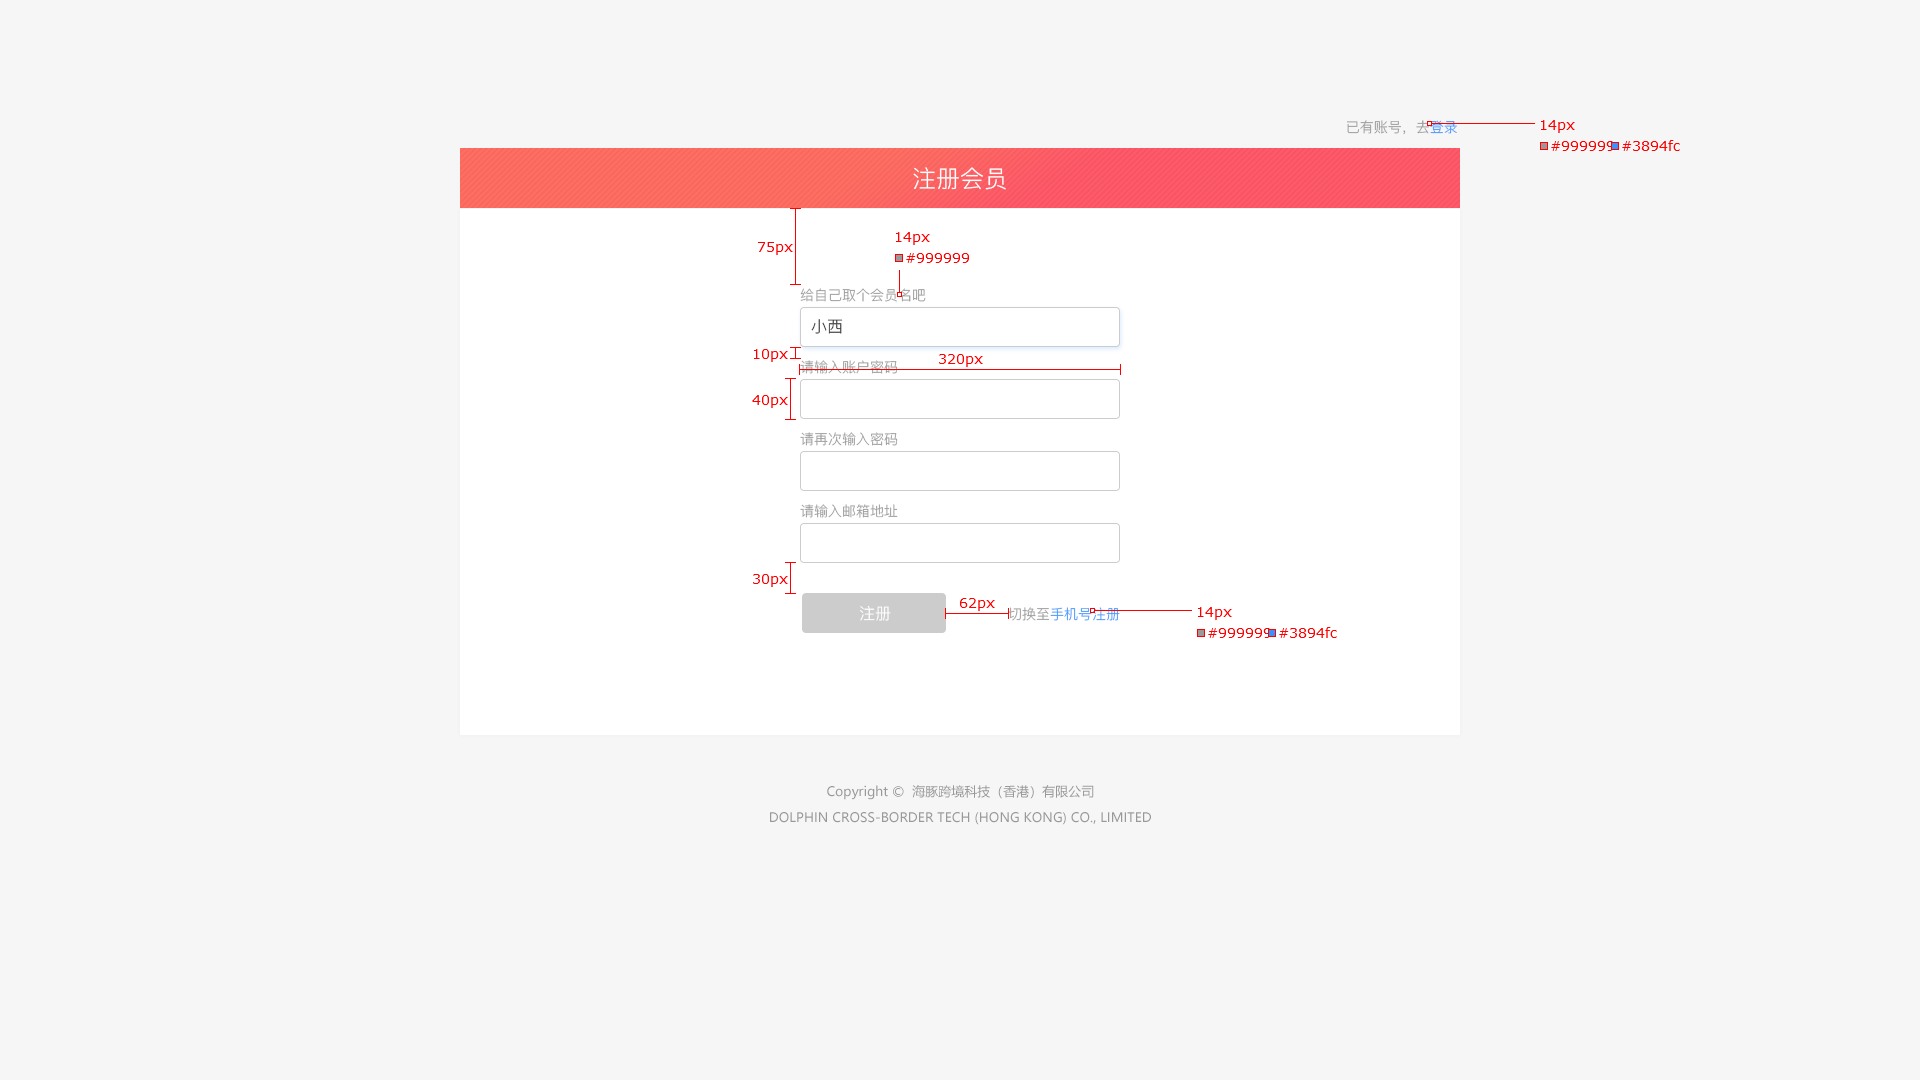 已有账号，去登录
14px
#999999 #3894fc
注册会员
75px
14px
#999999
给自己取个会员名吧
小西
10px
320px
请输入账户密码
40px
请再次输入密码
请输入邮箱地址
30px
注册
62px
切换至手机号注册
14px
#999999 #3894fc
Copyright © 海豚跨境科技（香港）有限公司
DOLPHIN CROSS-BORDER TECH (HONG KONG) CO., LIMITED